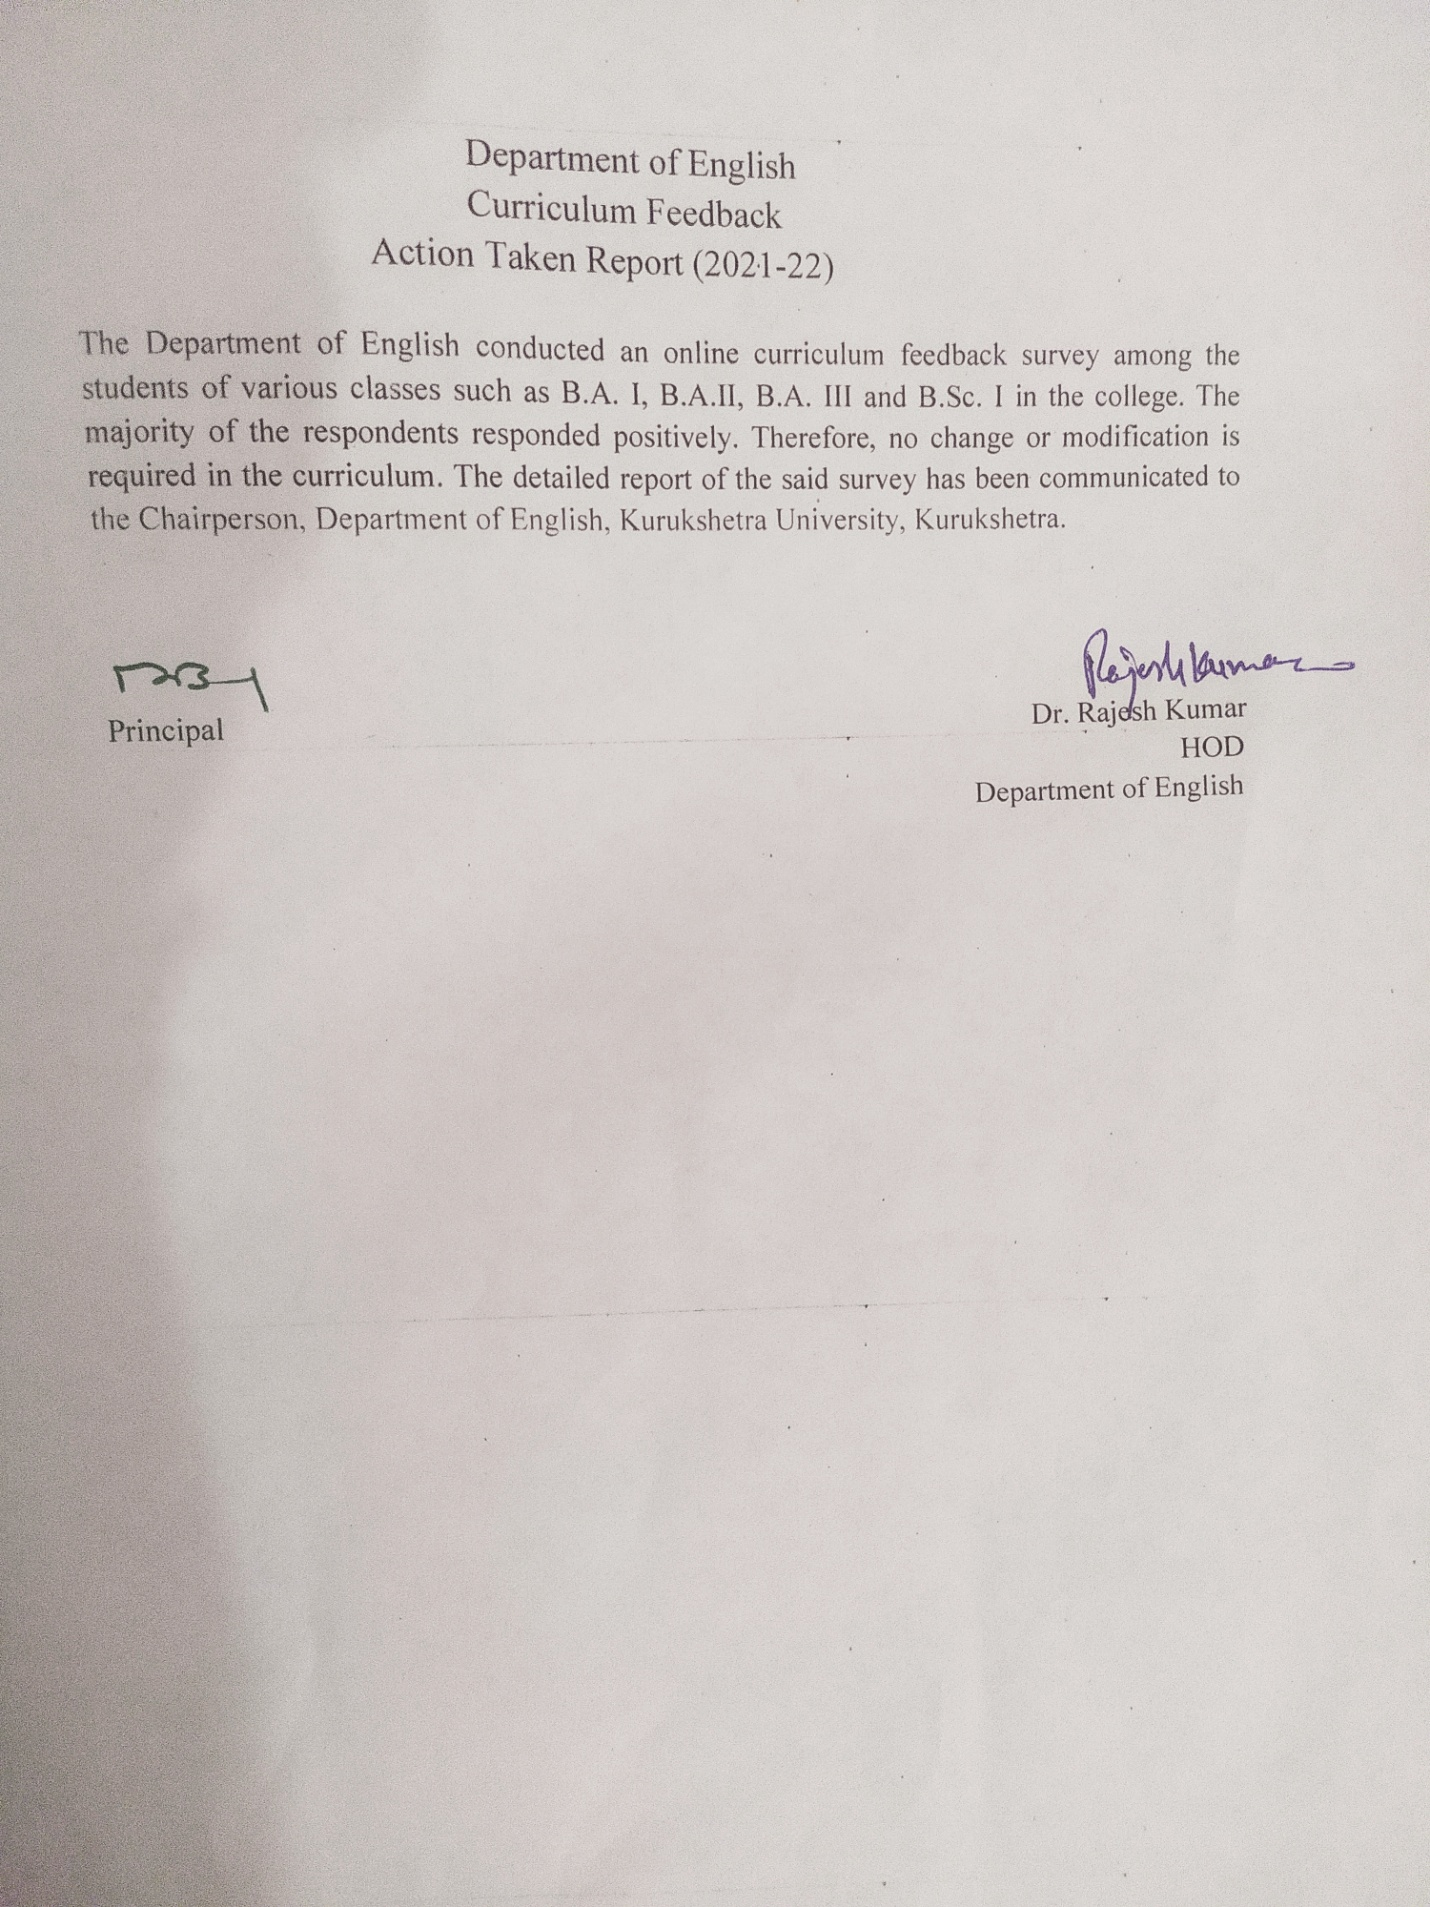 Department of English
Curriculum Feedback
Action Taken Report (2021-22)
The Department of English conducted an online curriculum feedback survey among the
students of various classes such as B.A. I, B.A.II, B.A. III and B.Sc. I in the college. The
majority of the respondents responded positively. Therefore, no change or modification is
required in the curriculum. The detailed report of the said survey has been communicated to
the Chairperson, Department of English, Kurukshetra University, Kurukshetra.
Principal
Rajesh Kumar
Dr. Rajesh Kumar
HOD
Department of English